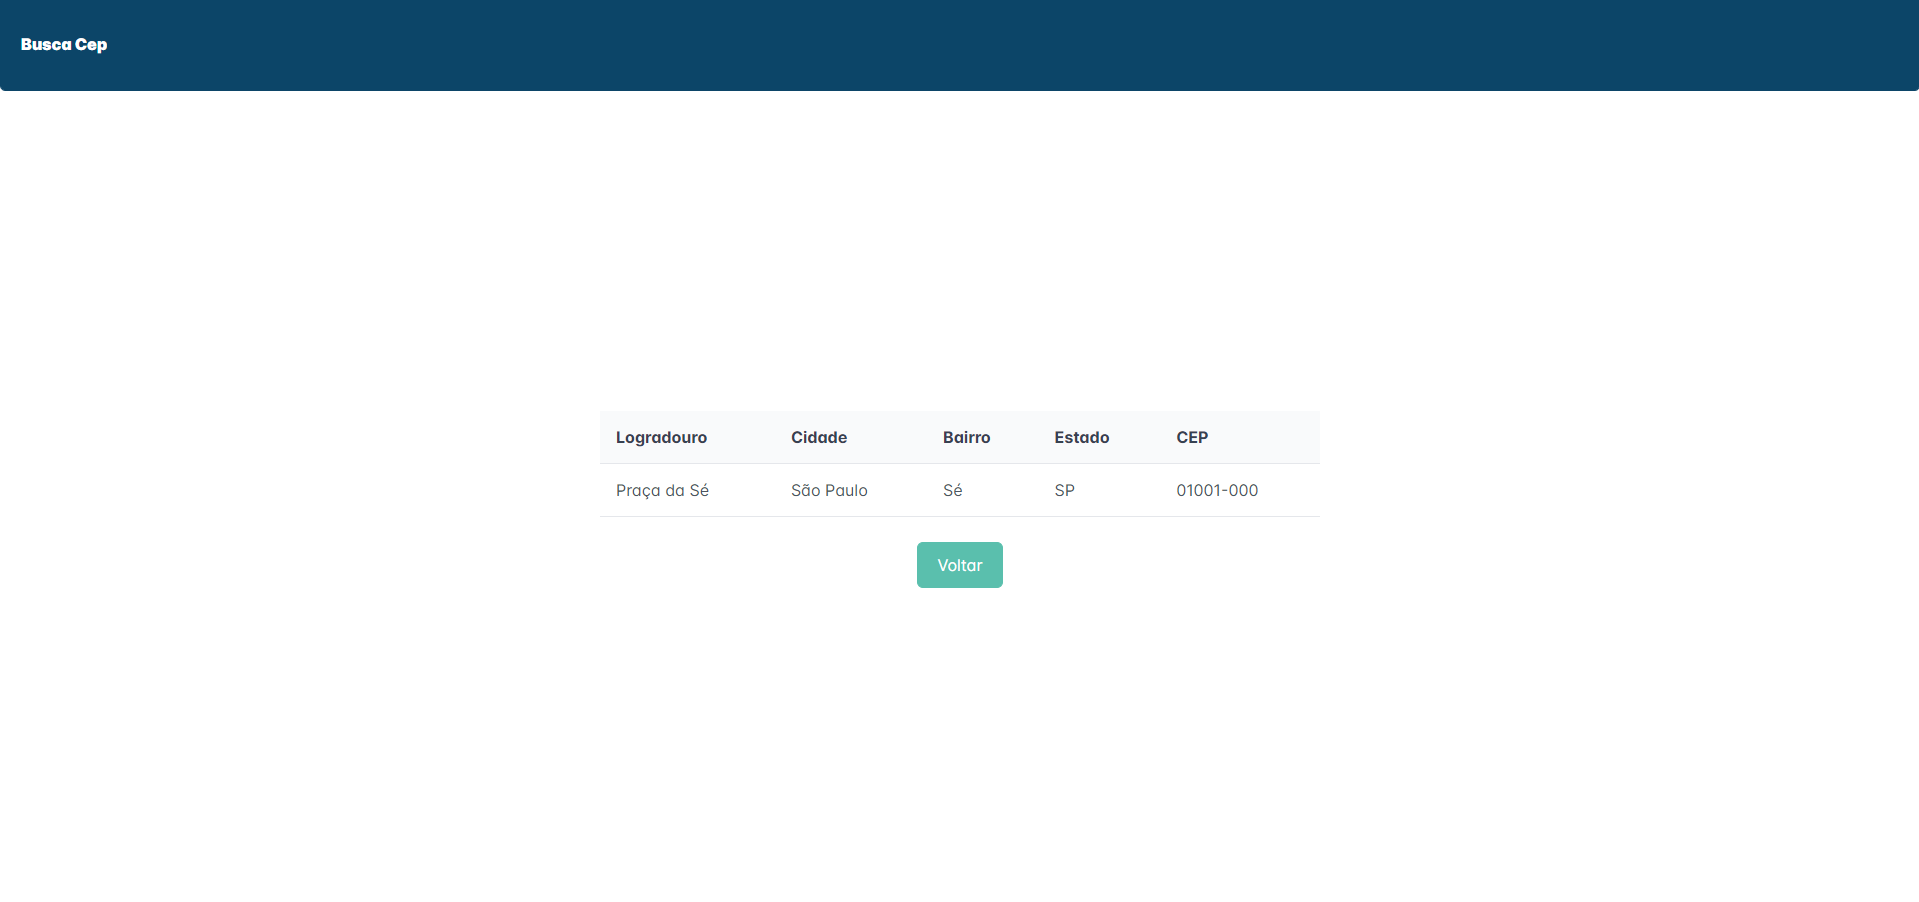 Busca Cep
Logradouro Cidade Bairro Estado CEP
Praça da Sé São Paulo Sé SP 01001-000
Voltar